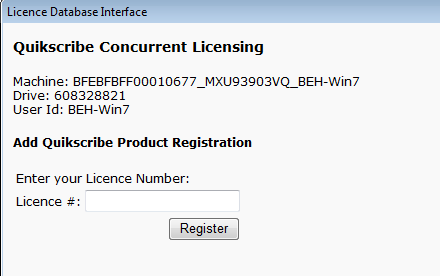 Licence Database Interface
Quikscribe Concurrent Licensing
Machine: BFEBFBFF00010677_MXU93903VQ_BEH-Win7
Drive: 608328821
User Id: BEH-Win7
Add Quikscribe Product Registration
Enter your Licence Number:
Licence #:
Register